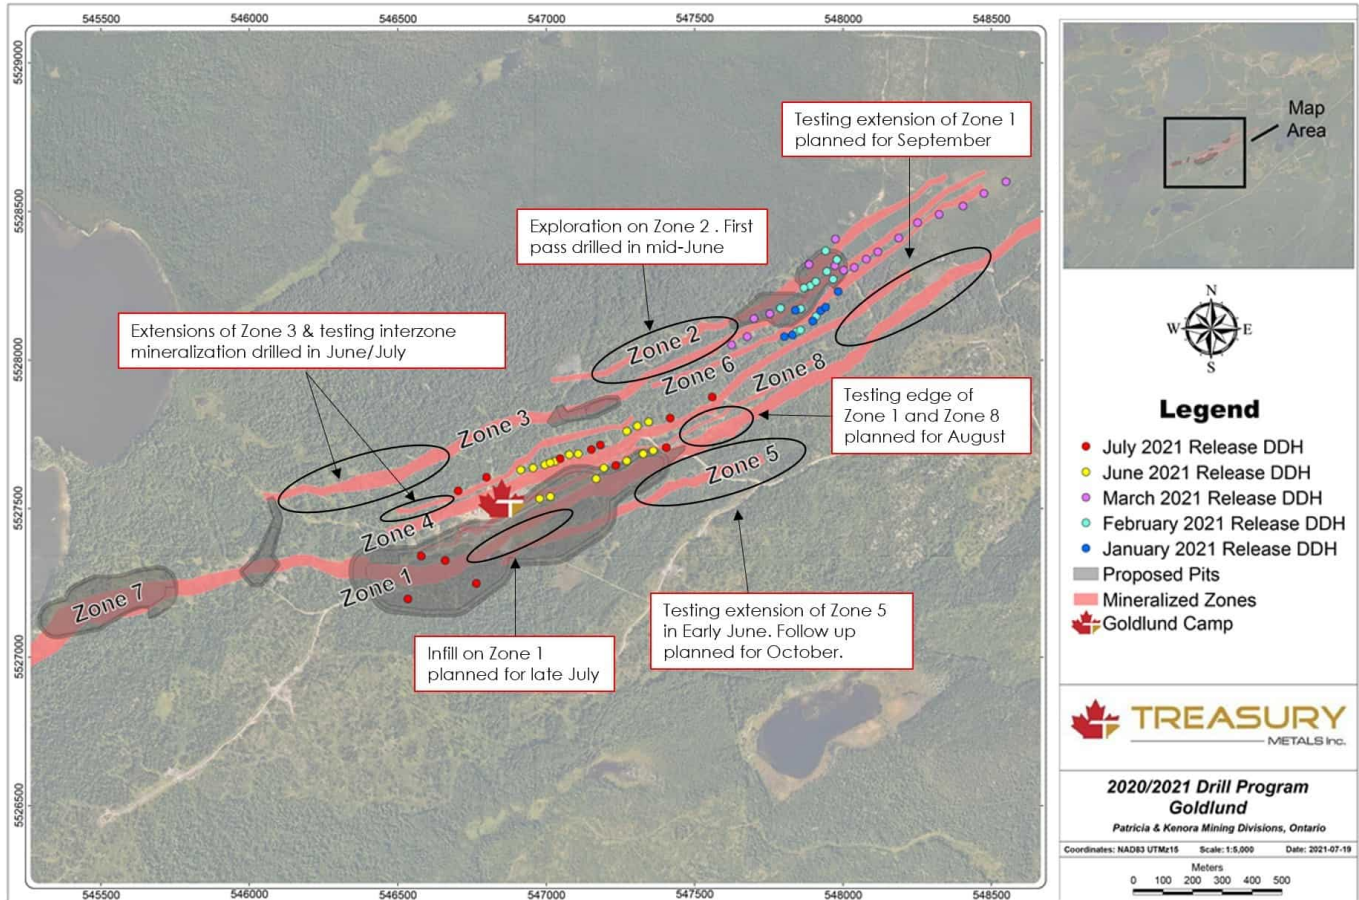 545500 546000 546500 547000 547500 548000 548500
5529000
5528500
5528000
5527500
5527000
5526500
Testing extension of Zone 1
planned for September
Exploration on Zone 2 . First
pass drilled in mid-June
Extensions of Zone 3 & testing interzone
mineralization drilled in June/July
Testing edge of
Zone 1 and Zone 8
planned for August
Testing extension of Zone 5
in Early June. Follow up
planned for October.
Infill on Zone 1
planned for late July
Zone 2
Zone 6
Zone 8
Zone 3
Zone 5
Zone 4
Zone 1
Zone 7
545500 546000 546500 547000 547500 548000 548500
Map
Area
N
W E
S
Legend
July 2021 Release DDH
June 2021 Release DDH
March 2021 Release DDH
February 2021 Release DDH
January 2021 Release DDH
Proposed Pits
Mineralized Zones
Goldlund Camp
TREASURY
METALS Inc.
2020/2021 Drill Program
Goldlund
Patricia & Kenora Mining Divisions, Ontario
Coordinates: NAD83 UTMz15 Scale: 1:5,000 Date: 2021-07-19
Meters
0 100 200 300 400 500